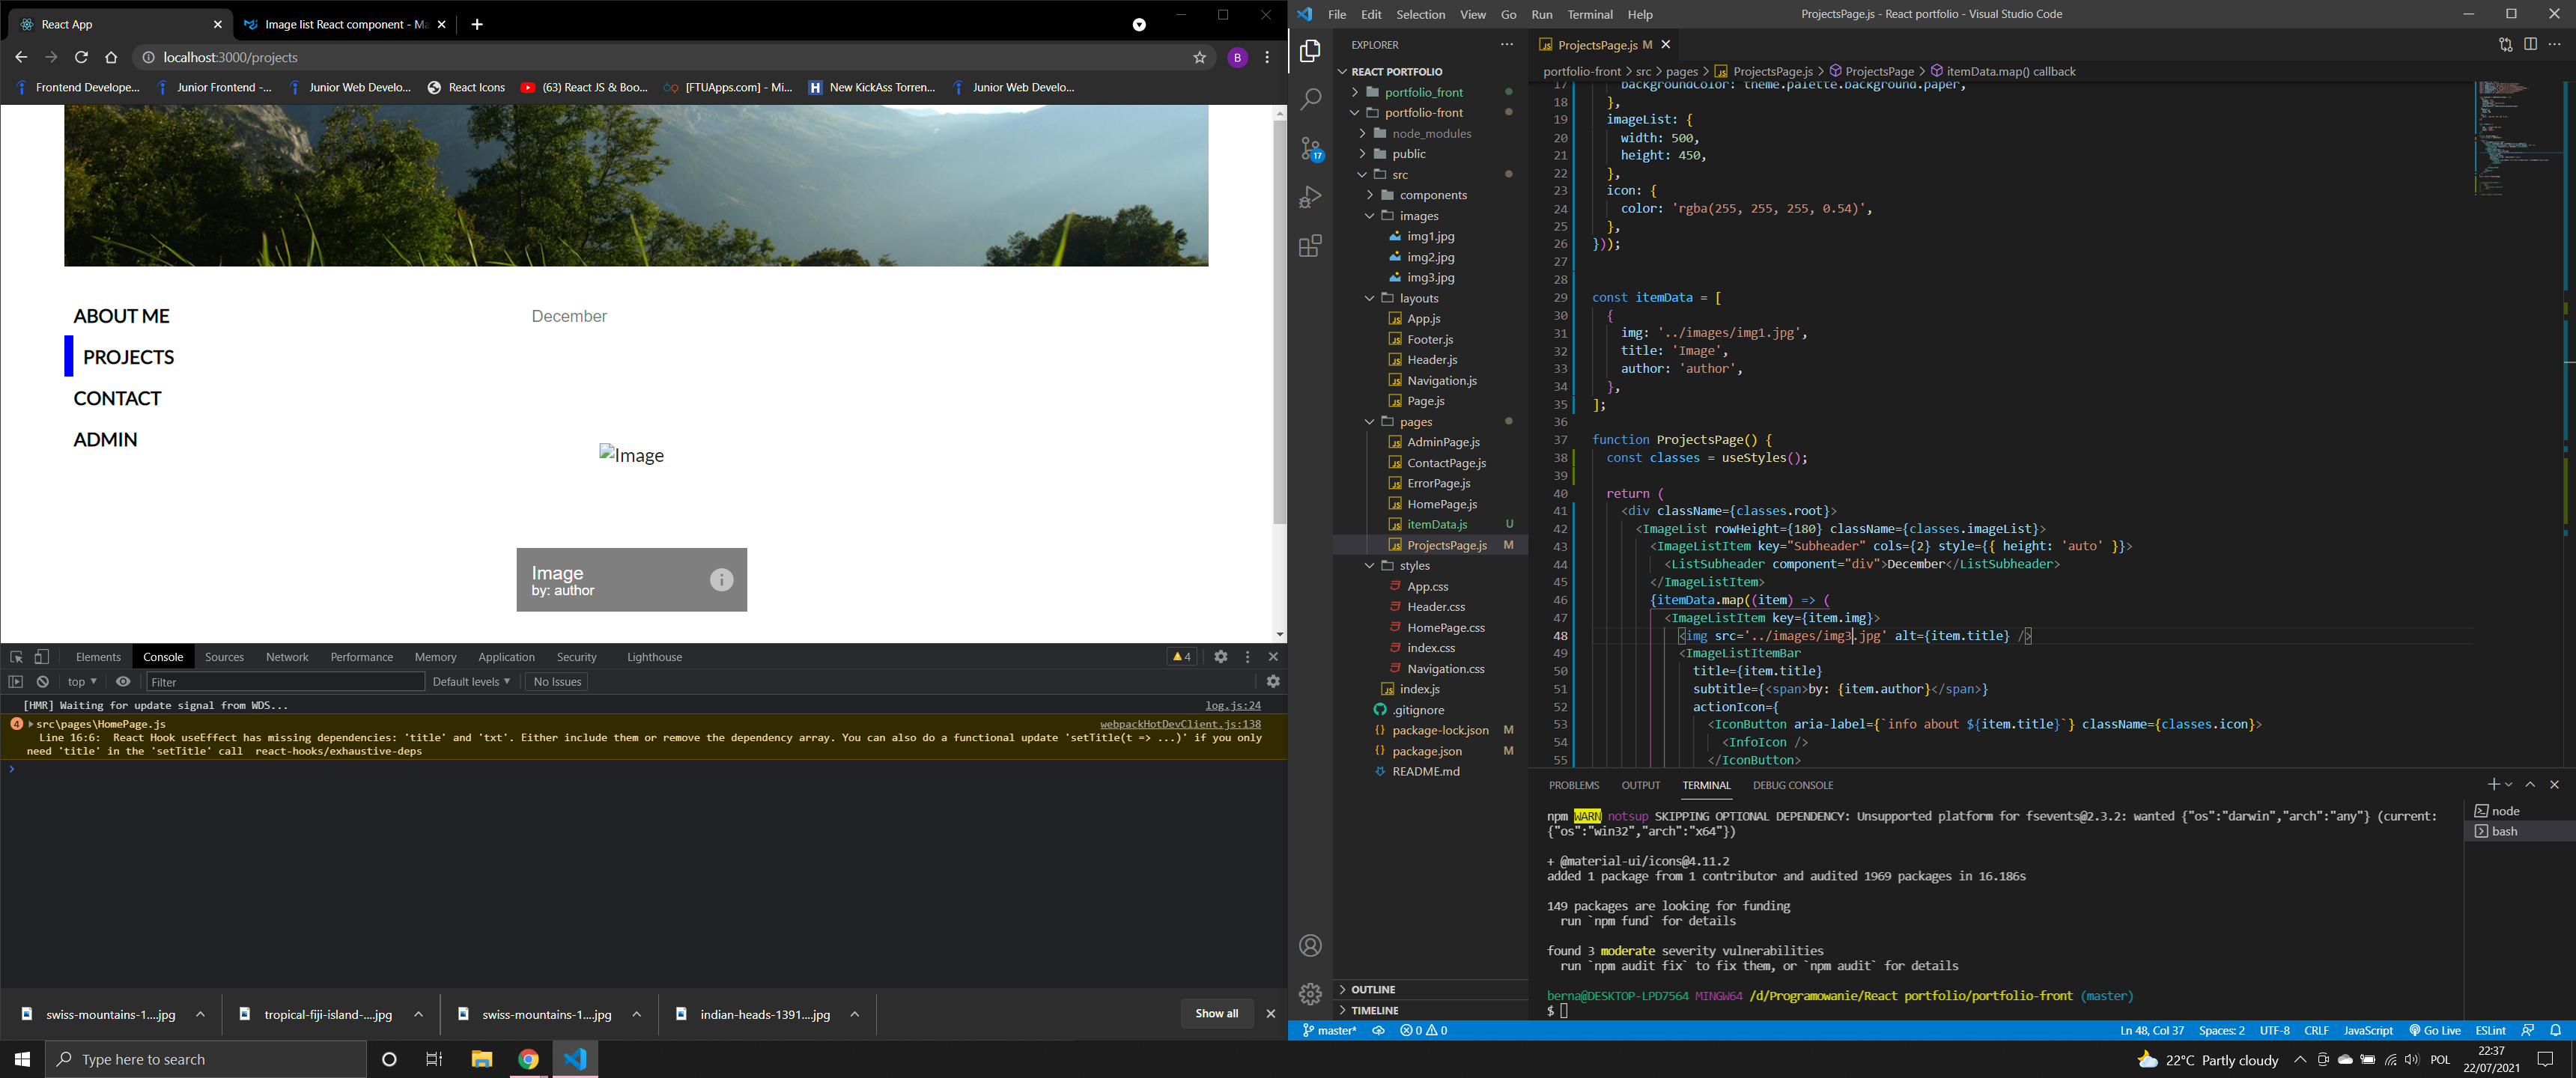 React App
Image list React component - Ma
localhost:3000/projects
B
Frontend Develope...
Junior Frontend -...
Junior Web Develo...
React Icons
(63) React JS & Boo...
[FTUApps.com] - Mi...
New KickAss Torren...
Junior Web Develo...
ABOUT ME
PROJECTS
CONTACT
ADMIN
December
Image
Image
by: author
Elements Console Sources Network Performance Memory Application Security Lighthouse
4
top
Filter
Default levels
No Issues
[HMR] Waiting for update signal from WDS...
log.js:24
4 src\pages\HomePage.js
webpackHotDevClient.js:138
Line 16:6:  React Hook useEffect has missing dependencies: 'title' and 'txt'. Either include them or remove the dependency array. You can also do a functional update 'setTitle(t => ...)' if you only
need 'title' in the 'setTitle' call  react-hooks/exhaustive-deps
swiss-mountains-1....jpg
tropical-fiji-island-....jpg
swiss-mountains-1....jpg
indian-heads-1391....jpg
Show all
File Edit Selection View Go Run Terminal Help
ProjectsPage.js - React portfolio - Visual Studio Code
17
EXPLORER
REACT PORTFOLIO
portfolio_front
portfolio-front
node_modules
public
src
components
images
img1.jpg
img2.jpg
img3.jpg
layouts
App.js
Footer.js
Header.js
Navigation.js
Page.js
pages
AdminPage.js
ContactPage.js
ErrorPage.js
HomePage.js
itemData.js U
ProjectsPage.js M
styles
App.css
Header.css
HomePage.css
index.css
Navigation.css
index.js
.gitignore
package-lock.json M
package.json M
README.md
OUTLINE
TIMELINE
ProjectsPage.js M
portfolio-front > src > pages > ProjectsPage.js > ProjectsPage > itemData.map() callback
17 backgroundColor: theme.palette.background.paper,
18 },
19 imageList: {
20 width: 500,
21 height: 450,
22 },
23 icon: {
24 color: 'rgba(255, 255, 255, 0.54)',
25 },
26 }));
27
28
29 const itemData = [
30 {
31 img: '../images/img1.jpg',
32 title: 'Image',
33 author: 'author',
34 },
35 ];
36
37 function ProjectsPage() {
38 const classes = useStyles();
39
40 return (
41 <div className={classes.root}>
42 <ImageList rowHeight={180} className={classes.imageList}>
43 <ImageListItem key="Subheader" cols={2} style={{ height: 'auto' }}>
44 <ListSubheader component="div">December</ListSubheader>
45 </ImageListItem>
46 {itemData.map((item) => (
47 <ImageListItem key={item.img}>
48 <img src='../images/img3.jpg' alt={item.title} />
49 <ImageListItemBar
50 title={item.title}
51 subtitle={<span>by: {item.author}</span>}
52 actionIcon={
53 <IconButton aria-label={`info about ${item.title}`} className={classes.icon}>
54 <InfoIcon />
55 </IconButton>
PROBLEMS OUTPUT TERMINAL DEBUG CONSOLE
node
bash
npm WARN notsup SKIPPING OPTIONAL DEPENDENCY: Unsupported platform for fsevents@2.3.2: wanted {"os":"darwin","arch":"any"} (current:
{"os":"win32","arch":"x64"})
+ @material-ui/icons@4.11.2
added 1 package from 1 contributor and audited 1969 packages in 16.186s
149 packages are looking for funding
run `npm fund` for details
found 3 moderate severity vulnerabilities
run `npm audit fix` to fix them, or `npm audit` for details
berna@DESKTOP-LPD7564 MINGW64 /d/Programowanie/React portfolio/portfolio-front (master)
$
master* 0 0
Ln 48, Col 37 Spaces: 2 UTF-8 CRLF JavaScript Go Live ESLint
Type here to search
22°C Partly cloudy
POL
22:37
22/07/2021